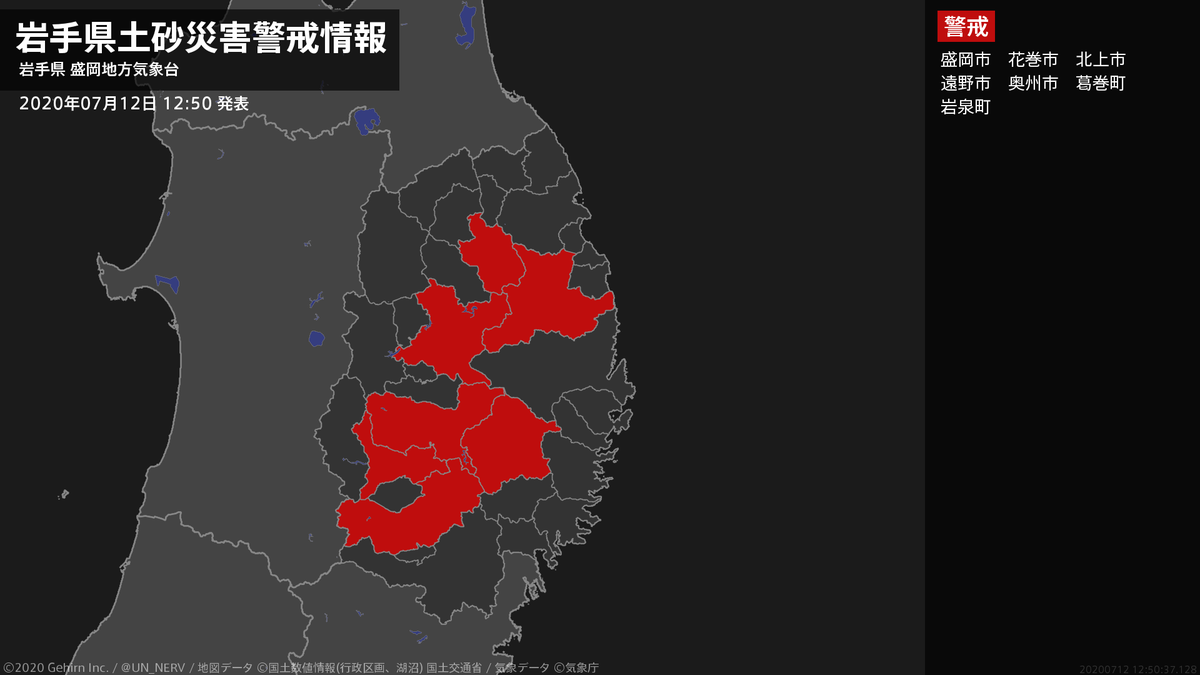 岩手県土砂災害警戒情報
岩手県 盛岡地方気象台
2020年07月12日 12:50 発表
警戒
盛岡市 花巻市 北上市
遠野市 奥州市 葛巻町
岩泉町
©2020 Gehirn Inc. / @UN_NERV / 地図データ ©国土数値情報(行政区画、湖沼) 国土交通省 / 気象データ ©気象庁
20200712 12:50:37.128